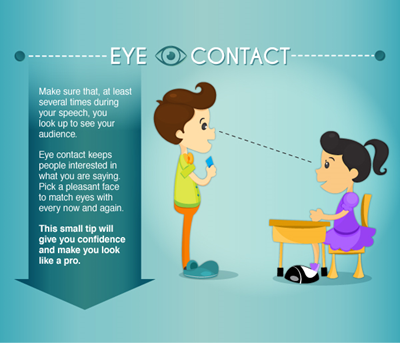 EYE CONTACT
Make sure that, at least
several times during
your speech, you
look up to see your
audience.
Eye contact keeps
people interested in
what you are saying.
Pick a pleasant face
to match eyes with
every now and again.
This small tip will
give you confidence
and make you look
like a pro.